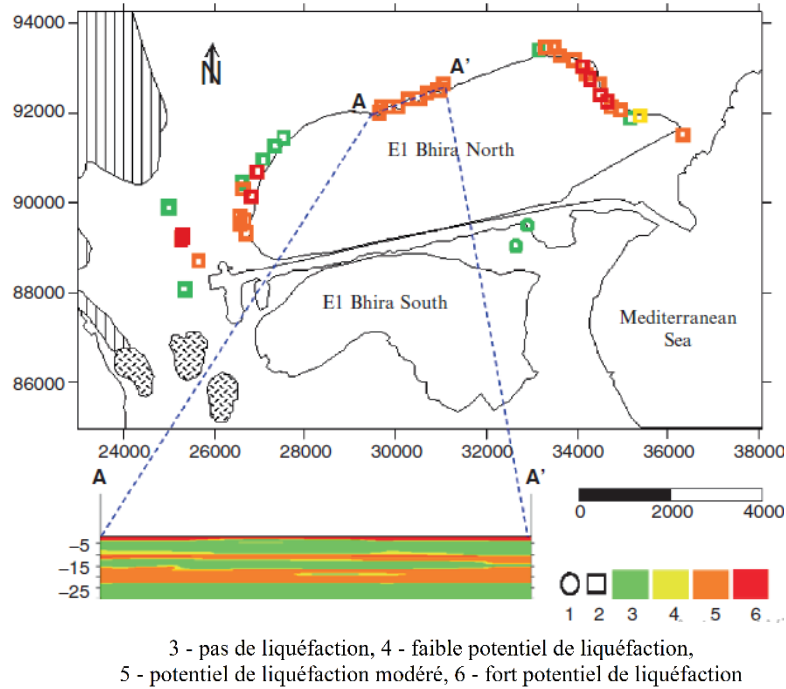 94000
92000
90000
88000
86000
N
A
A'
E1 Bhira North
E1 Bhira South
Mediterranean
Sea
24000 26000 28000 30000 32000 34000 36000 38000
A A'
−5
−15
−25
0 2000 4000
1 2 3 4 5 6
3 - pas de liquéfaction, 4 - faible potentiel de liquéfaction,
5 - potentiel de liquéfaction modéré, 6 - fort potentiel de liquéfaction